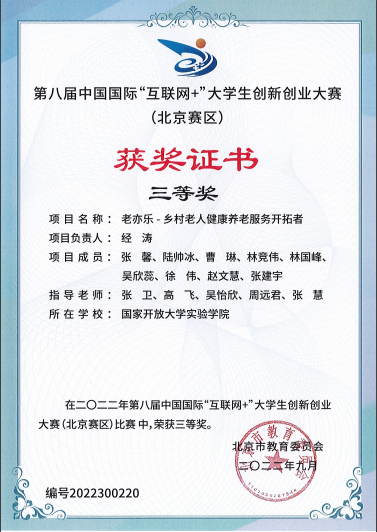 第八届中国国际“互联网+”大学生创新创业大赛
（北京赛区）
获奖证书
三等奖
项目名称：老亦乐 - 乡村老人健康养老服务开拓者
项目负责人：经　涛
项目成员：张　馨、陆帅冰、曹　琳、林竞伟、林国峰、
吴欣蕊、徐　伟、赵文慧、张建宇
指导老师：张　卫、高　飞、吴怡欣、周远君、张　慧
所在学校：国家开放大学实验学院
在二〇二二年第八届中国国际“互联网+”大学生创新创业
大赛（北京赛区）比赛中，荣获三等奖。
北京市教育委员会
二〇二二年九月
编号2022300220